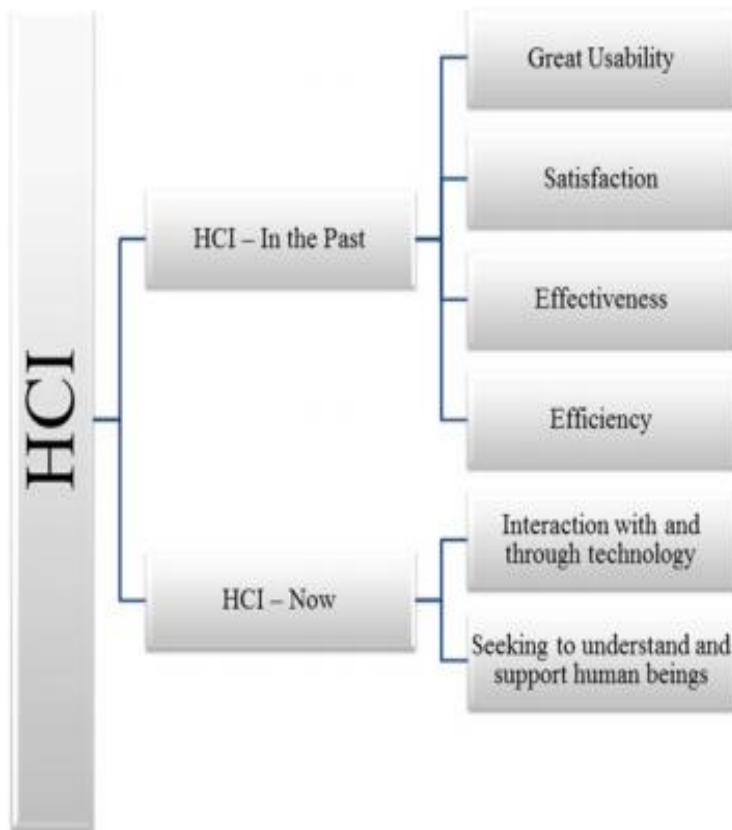 HCI
HCI – In the Past
Great Usability
Satisfaction
Effectiveness
Efficiency
HCI – Now
Interaction with and
through technology
Seeking to understand and
support human beings